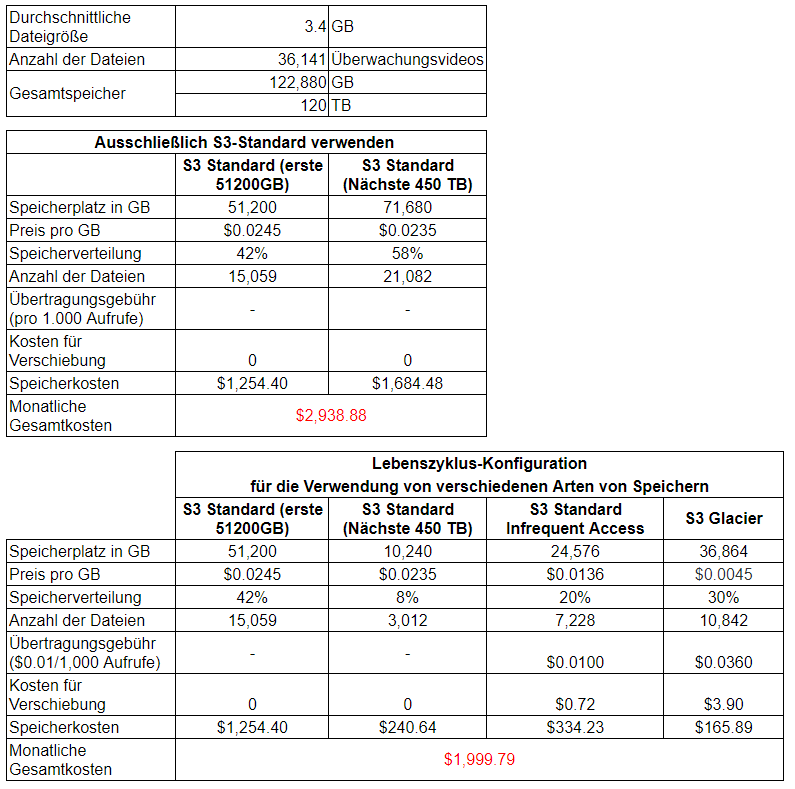 Durchschnittliche
Dateigröße
3.4 GB
Anzahl der Dateien 36,141 Überwachungsvideos
Gesamtspeicher
122,880 GB
120 TB
Ausschließlich S3-Standard verwenden
S3 Standard (erste
51200GB)
S3 Standard
(Nächste 450 TB)
Speicherplatz in GB 51,200 71,680
Preis pro GB $0.0245 $0.0235
Speicherverteilung 42% 58%
Anzahl der Dateien 15,059 21,082
Übertragungsgebühr
(pro 1.000 Aufrufe)
- -
Kosten für
Verschiebung 0 0
Speicherkosten $1,254.40 $1,684.48
Monatliche
Gesamtkosten
$2,938.88
Lebenszyklus-Konfiguration
für die Verwendung von verschiedenen Arten von Speichern
S3 Standard (erste
51200GB)
S3 Standard
(Nächste 450 TB)
S3 Standard
Infrequent Access
S3 Glacier
Speicherplatz in GB 51,200 10,240 24,576 36,864
Preis pro GB $0.0245 $0.0235 $0.0136 $0.0045
Speicherverteilung 42% 8% 20% 30%
Anzahl der Dateien 15,059 3,012 7,228 10,842
Übertragungsgebühr
($0.01/1,000 Aufrufe) - - $0.0100 $0.0360
Kosten für
Verschiebung 0 0 $0.72 $3.90
Speicherkosten $1,254.40 $240.64 $334.23 $165.89
Monatliche
Gesamtkosten
$1,999.79